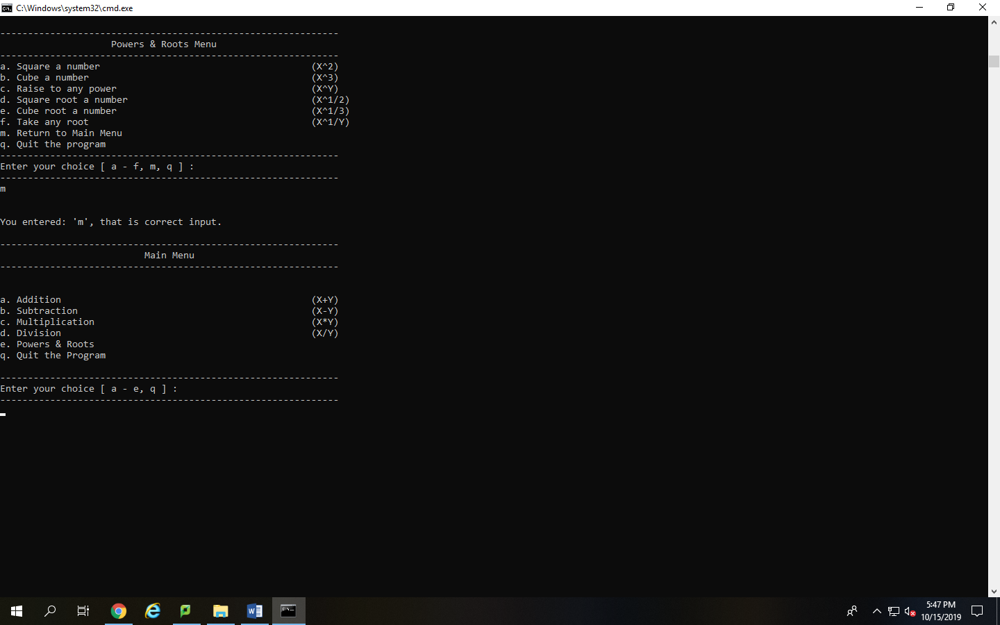 C:\Windows\system32\cmd.exe
-------------------------------------------------------------
Powers & Roots Menu
-------------------------------------------------------------
a. Square a number (X^2)
b. Cube a number (X^3)
c. Raise to any power (X^Y)
d. Square root a number (X^1/2)
e. Cube root a number (X^1/3)
f. Take any root (X^1/Y)
m. Return to Main Menu
q. Quit the program
-------------------------------------------------------------
Enter your choice [ a - f, m, q ] :
-------------------------------------------------------------
m
You entered: 'm', that is correct input.
-------------------------------------------------------------
Main Menu
-------------------------------------------------------------
a. Addition (X+Y)
b. Subtraction (X-Y)
c. Multiplication (X*Y)
d. Division (X/Y)
e. Powers & Roots
q. Quit the Program
-------------------------------------------------------------
Enter your choice [ a - e, q ] :
-------------------------------------------------------------
5:47 PM
10/15/2019